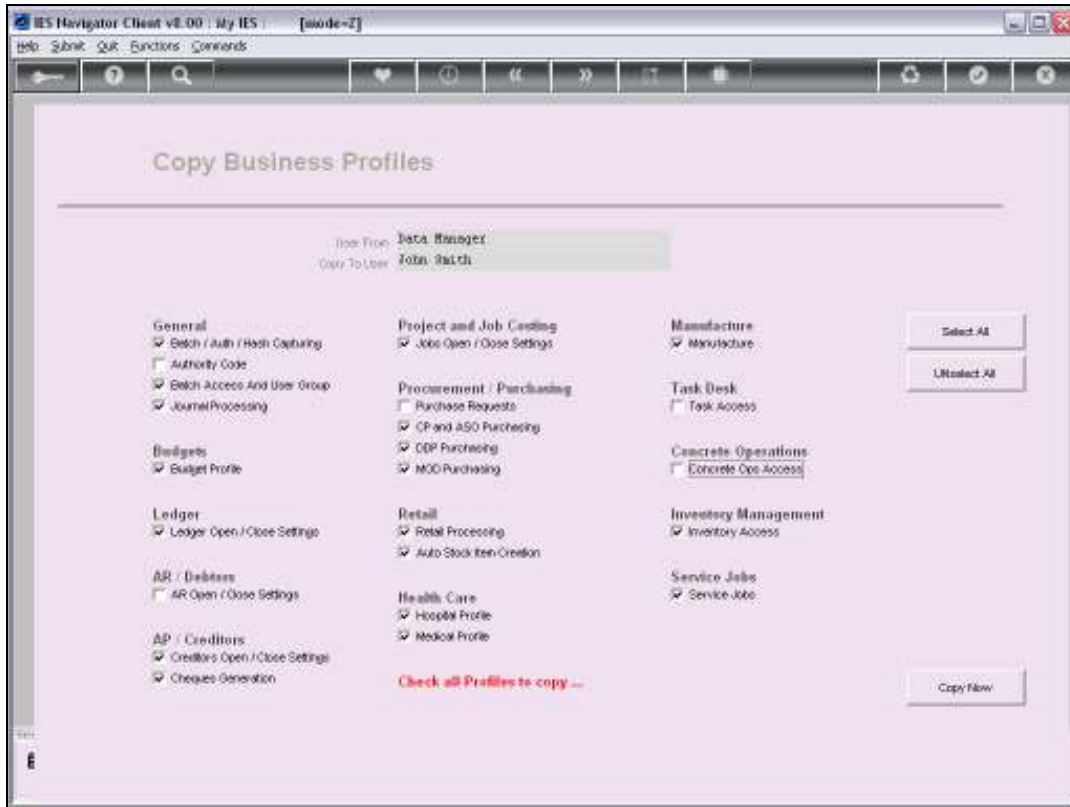 IES Navigator Client v8.00 : My IES : [mode=Z]
Help Submit Quit Functions Commands
Copy Business Profiles
User From Data Manager
Copy To User John Smith
General
Batch / Auth / Hash Capturing
Authority Code
Batch Access And User Group
Journal Processing
Budgets
Budget Profile
Ledger
Ledger Open / Close Settings
AR / Debtors
AR Open / Close Settings
AP / Creditors
Creditors Open / Close Settings
Cheques Generation
Project and Job Costing
Jobs Open / Close Settings
Procurement / Purchasing
Purchase Requests
CP and ASO Purchasing
DBP Purchasing
MOD Purchasing
Retail
Retail Processing
Auto Stock Item Creation
Health Care
Hospital Profile
Medical Profile
Check all Profiles to copy ...
Manufacture
Manufacture
Task Desk
Task Access
Concrete Operations
Concrete Ops Access
Inventory Management
Inventory Access
Service Jobs
Service Jobs
Select All
UNselect All
Copy Now